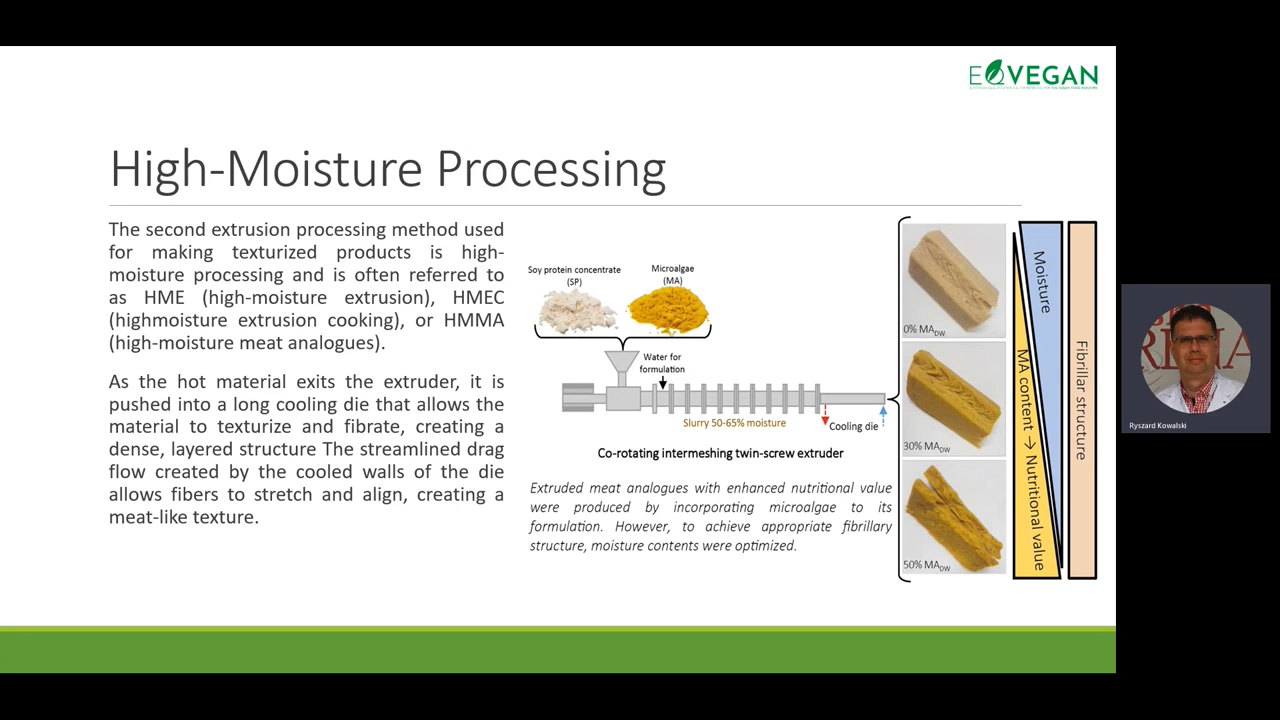 EQVEGAN
High-Moisture Processing
The second extrusion processing method used
for making texturized products is high-
moisture processing and is often referred to
as HME (high-moisture extrusion), HMEC
(highmoisture extrusion cooking), or HMMA
(high-moisture meat analogues).
As the hot material exits the extruder, it is
pushed into a long cooling die that allows the
material to texturize and fibrate, creating a
dense, layered structure The streamlined drag
flow created by the cooled walls of the die
allows fibers to stretch and align, creating a
meat-like texture.
Soy protein concentrate
(SP)
Microalgae
(MA)
Water for
formulation
Slurry 50-65% moisture
Cooling die
Co-rotating intermeshing twin-screw extruder
Extruded meat analogues with enhanced nutritional value
were produced by incorporating microalgae to its
formulation. However, to achieve appropriate fibrillary
structure, moisture contents were optimized.
0% MADW
30% MADW
50% MADW
Moisture
MA content → Nutritional value
Fibrillar structure
Ryszard Kowalski